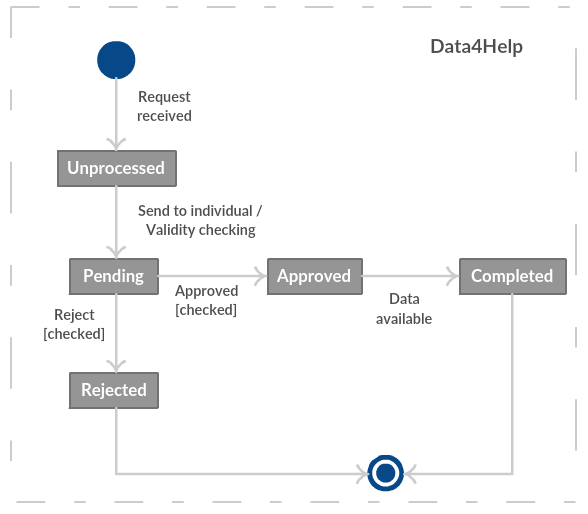 Data4Help
Request
received
Unprocessed
Send to individual /
Validity checking
Pending
Approved
[checked]
Approved
Data
available
Completed
Reject
[checked]
Rejected